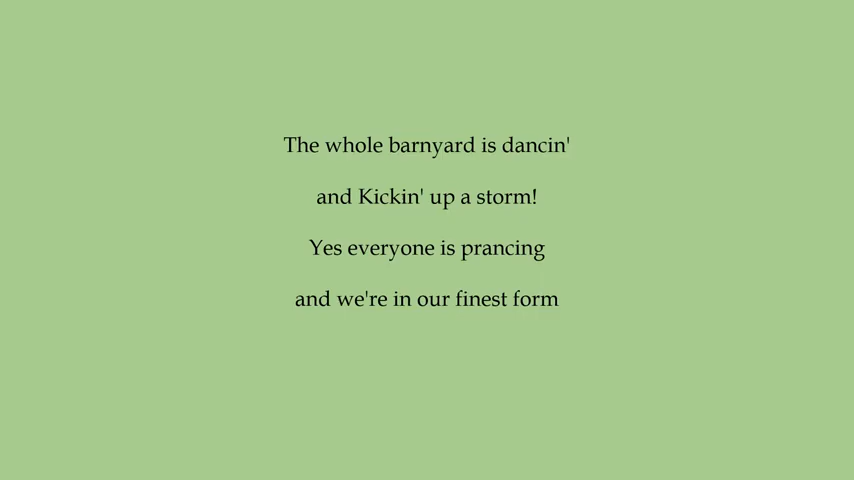 The whole barnyard is dancin'
and Kickin' up a storm!
Yes everyone is prancing
and we're in our finest form